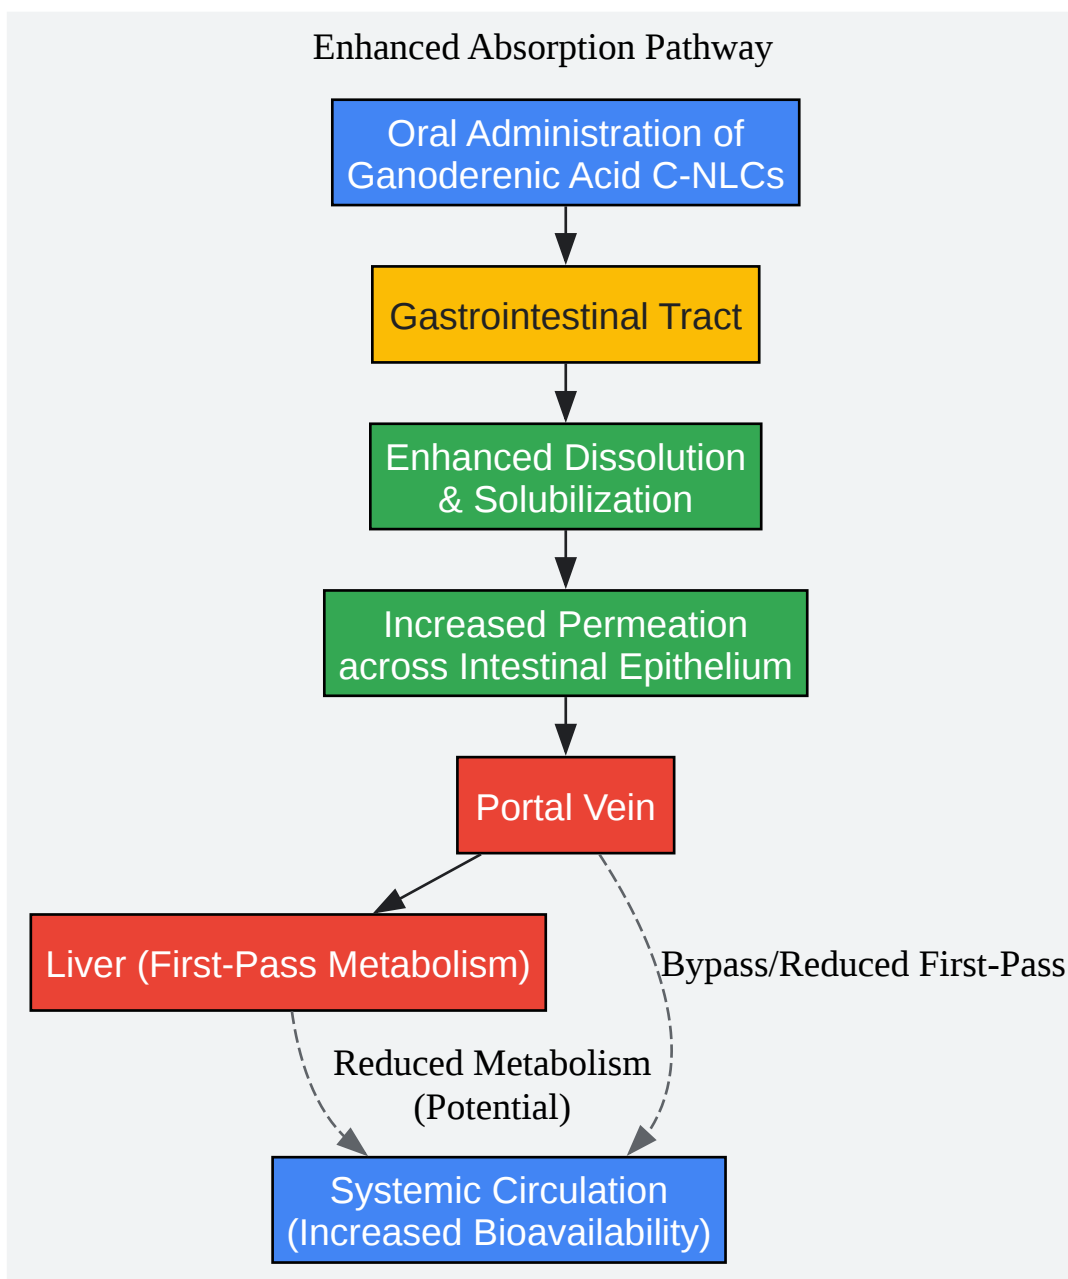 Enhanced Absorption Pathway
Oral Administration of
Ganoderenic Acid C-NLCs
Gastrointestinal Tract
Enhanced Dissolution
& Solubilization
Increased Permeation
across Intestinal Epithelium
Portal Vein
Liver (First-Pass Metabolism)
Bypass/Reduced First-Pass
Reduced Metabolism
(Potential)
Systemic Circulation
(Increased Bioavailability)